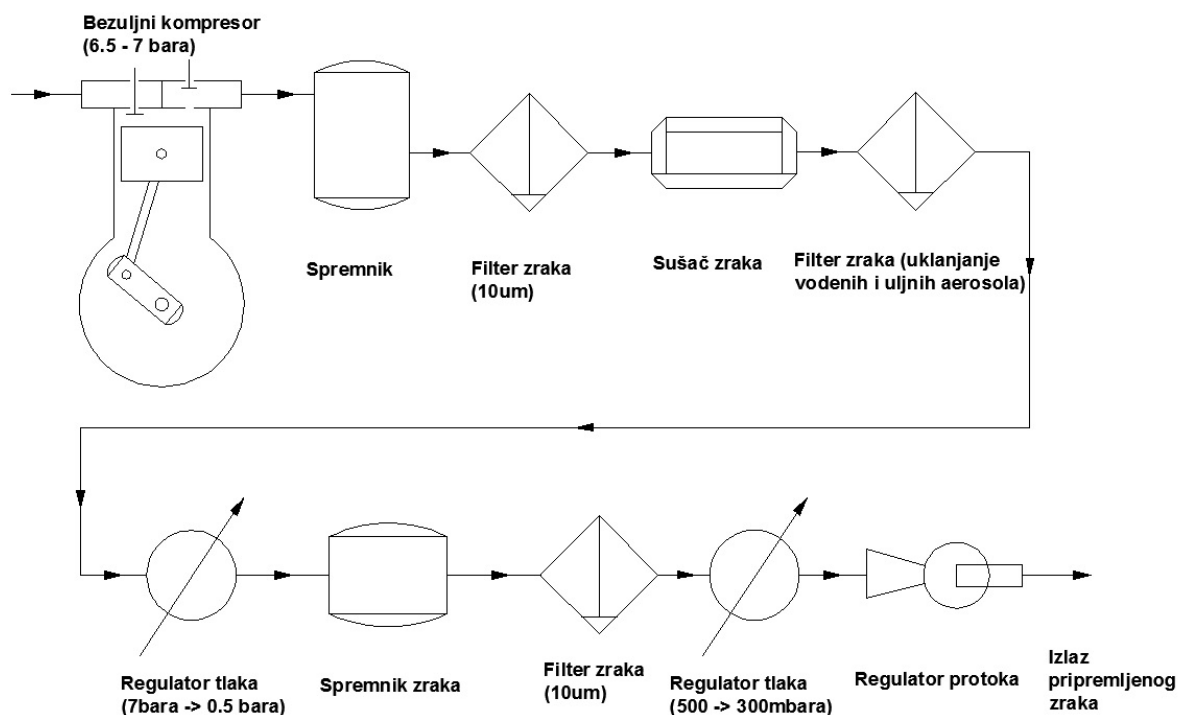 Bezuljni kompresor
(6.5 - 7 bara)
Spremnik
Filter zraka
(10um)
Sušač zraka
Filter zraka (uklanjanje
vodenih i uljnih aerosola)
Regulator tlaka
(7bara -> 0.5 bara)
Spremnik zraka
Filter zraka
(10um)
Regulator tlaka
(500 -> 300mbara)
Regulator protoka
Izlaz
pripremljenog
zraka